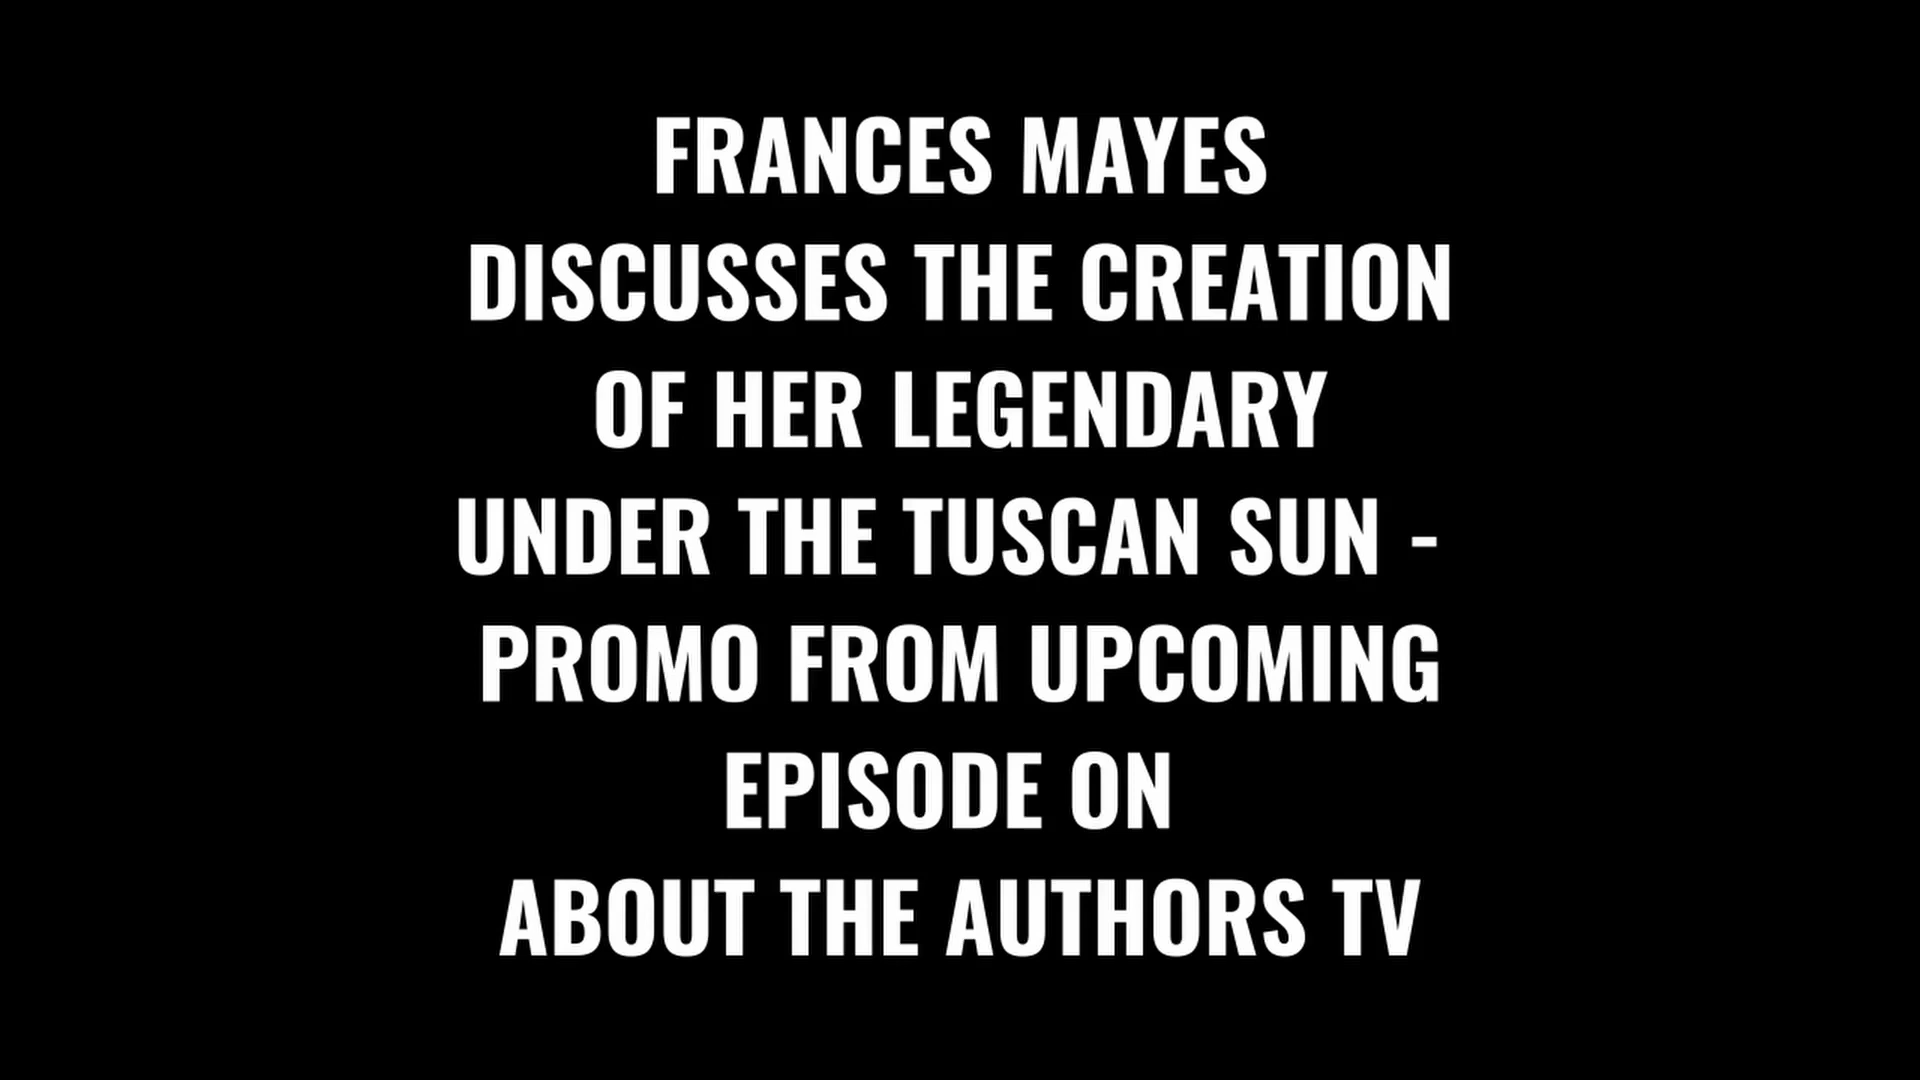 FRANCES MAYES
DISCUSSES THE CREATION
OF HER LEGENDARY
UNDER THE TUSCAN SUN -
PROMO FROM UPCOMING
EPISODE ON
ABOUT THE AUTHORS TV